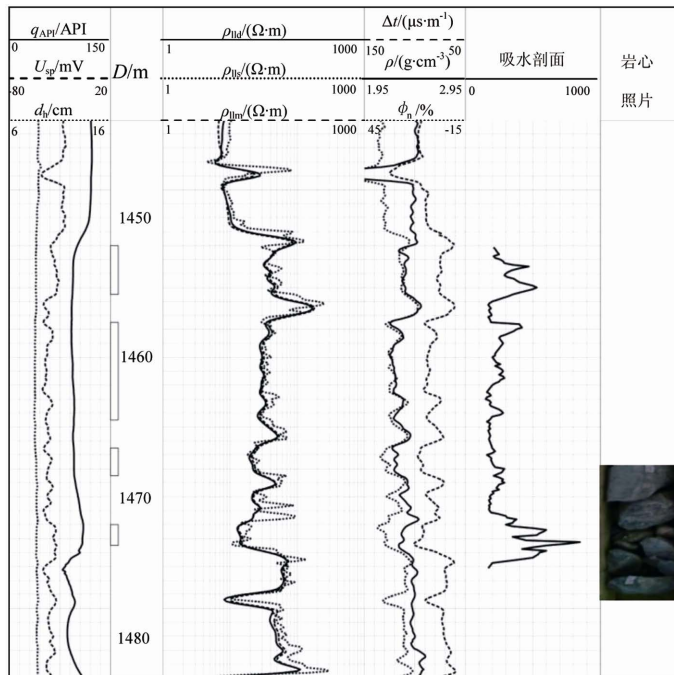 q_API/API
0 150
U_sp/mV
-80 20
d_h/cm
6 16
D/m
1450
1460
1470
1480
ρ_lld/(Ω·m)
1 1000
ρ_lls/(Ω·m)
1 1000
ρ_llm/(Ω·m)
1 1000
Δt/(μs·m⁻¹)
150 50
ρ/(g·cm⁻³)
1.95 2.95
ϕ_n/%
45 -15
吸水剖面
0 1000
岩心
照片